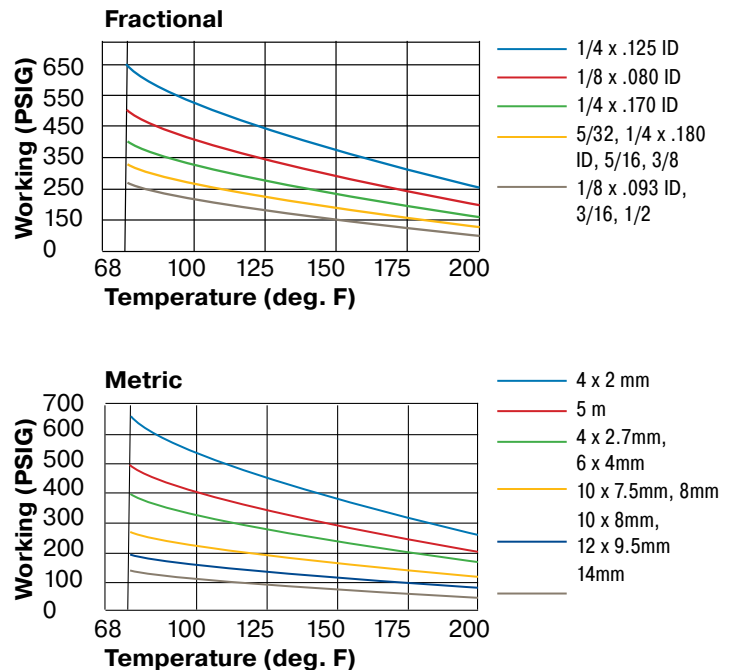 Fractional
Working (PSIG)
650
550
450
350
250
150
0
68 100 125 150 175 200
Temperature (deg. F)
1/4 x .125 ID
1/8 x .080 ID
1/4 x .170 ID
5/32, 1/4 x .180
ID, 5/16, 3/8
1/8 x .093 ID,
3/16, 1/2
Metric
Working (PSIG)
700
600
500
400
300
200
100
0
68 100 125 150 175 200
Temperature (deg. F)
4 x 2 mm
5 m
4 x 2.7mm,
6 x 4mm
10 x 7.5mm, 8mm
10 x 8mm,
12 x 9.5mm
14mm